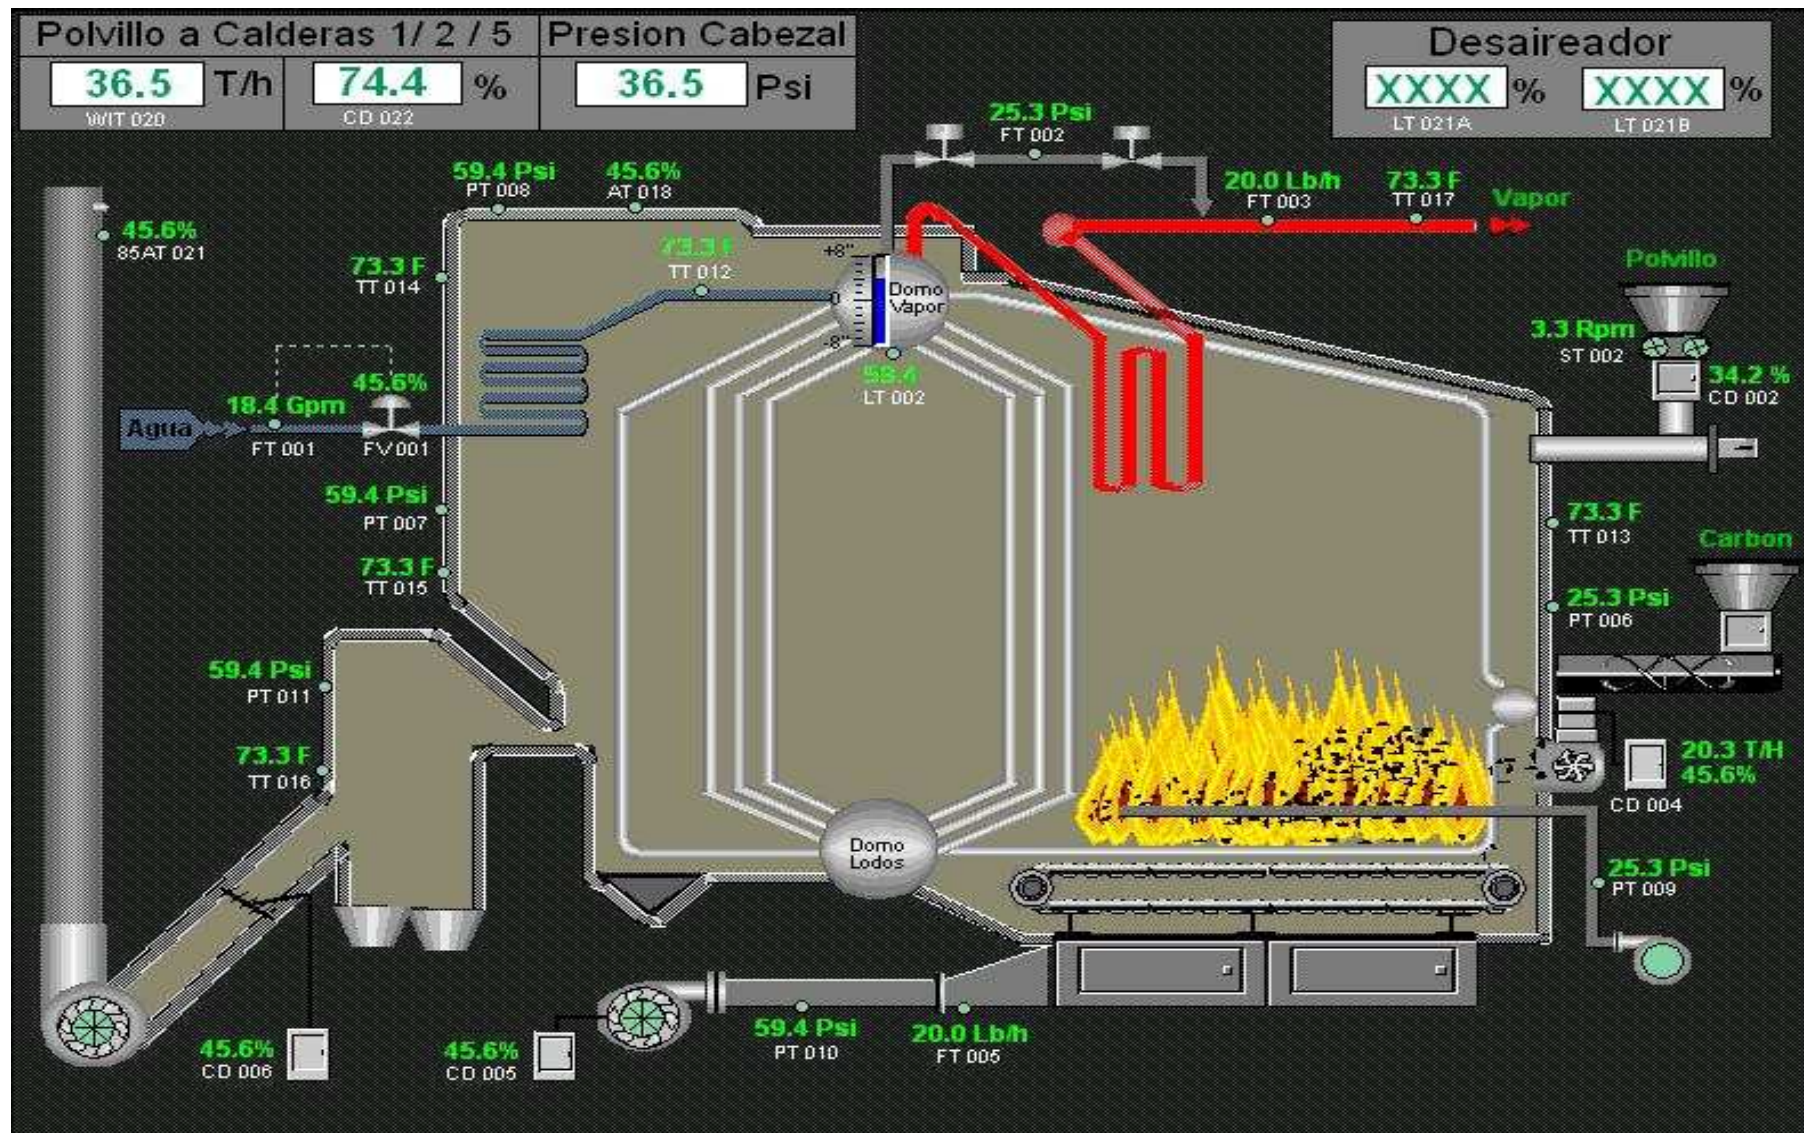 Polvillo a Calderas 1/ 2 / 5
Presion Cabezal
36.5 T/h
WIT 020
74.4 %
CD 022
36.5 Psi
Desaireador
XXXX %
LT 021A
XXXX %
LT 021B
25.3 Psi
FT 002
59.4 Psi
PT 008
45.6%
AT 018
20.0 Lb/h
FT 003
73.3 F
TT 017
Vapor
45.6%
85AT 021
73.3 F
TT 014
73.3 F
TT 012
+8"
0
-8"
Domo
Vapor
59.4
LT 002
Polvillo
3.3 Rpm
ST 002
34.2 %
CD 002
Agua
18.4 Gpm
FT 001
45.6%
FV 001
59.4 Psi
PT 007
73.3 F
TT 015
73.3 F
TT 013
Carbon
25.3 Psi
PT 006
59.4 Psi
PT 011
73.3 F
TT 016
20.3 T/H
45.6%
CD 004
Domo
Lodos
25.3 Psi
PT 009
45.6%
CD 006
45.6%
CD 005
59.4 Psi
PT 010
20.0 Lb/h
FT 005